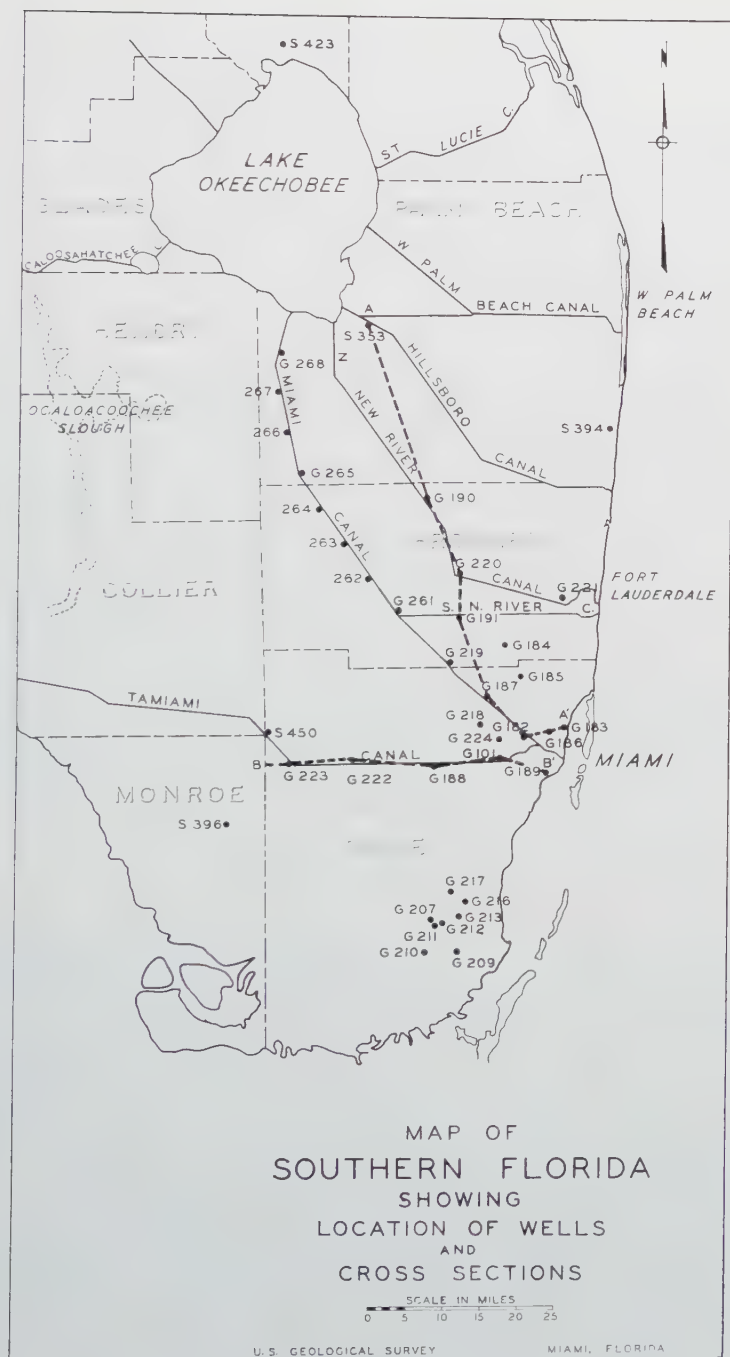 S 423
ST LUCIE C.
LAKE
OKEECHOBEE
GLADES
PALM BEACH
CALOOSAHATCHEE C.
W PALM
BEACH CANAL
W PALM
BEACH
A
S 353
HENDRY
G 268
Z
HILLSBORO
CANAL
267
MIAMI
CANAL
NEW RIVER
CANAL
OCALOACOOCHEE
SLOUGH
266
S 394
G 265
G 190
264
263
G 220
262
G 221
FORT
LAUDERDALE
COLLIER
G 261
S. N. RIVER C.
G 191
G 184
G 219
G 185
TAMIAMI
CANAL
G 187
G 218
G 182
A'
G 183
S 450
G 224
G 186
G 101
MIAMI
B
G 223
G 222
G 188
G 189
B'
MONROE
S 396
G 217
G 216
G 207
G 213
G 212
G 211
G 210
G 209
MAP OF
SOUTHERN FLORIDA
SHOWING
LOCATION OF WELLS
AND
CROSS SECTIONS
SCALE IN MILES
0 5 10 15 20 25
U. S. GEOLOGICAL SURVEY MIAMI, FLORIDA